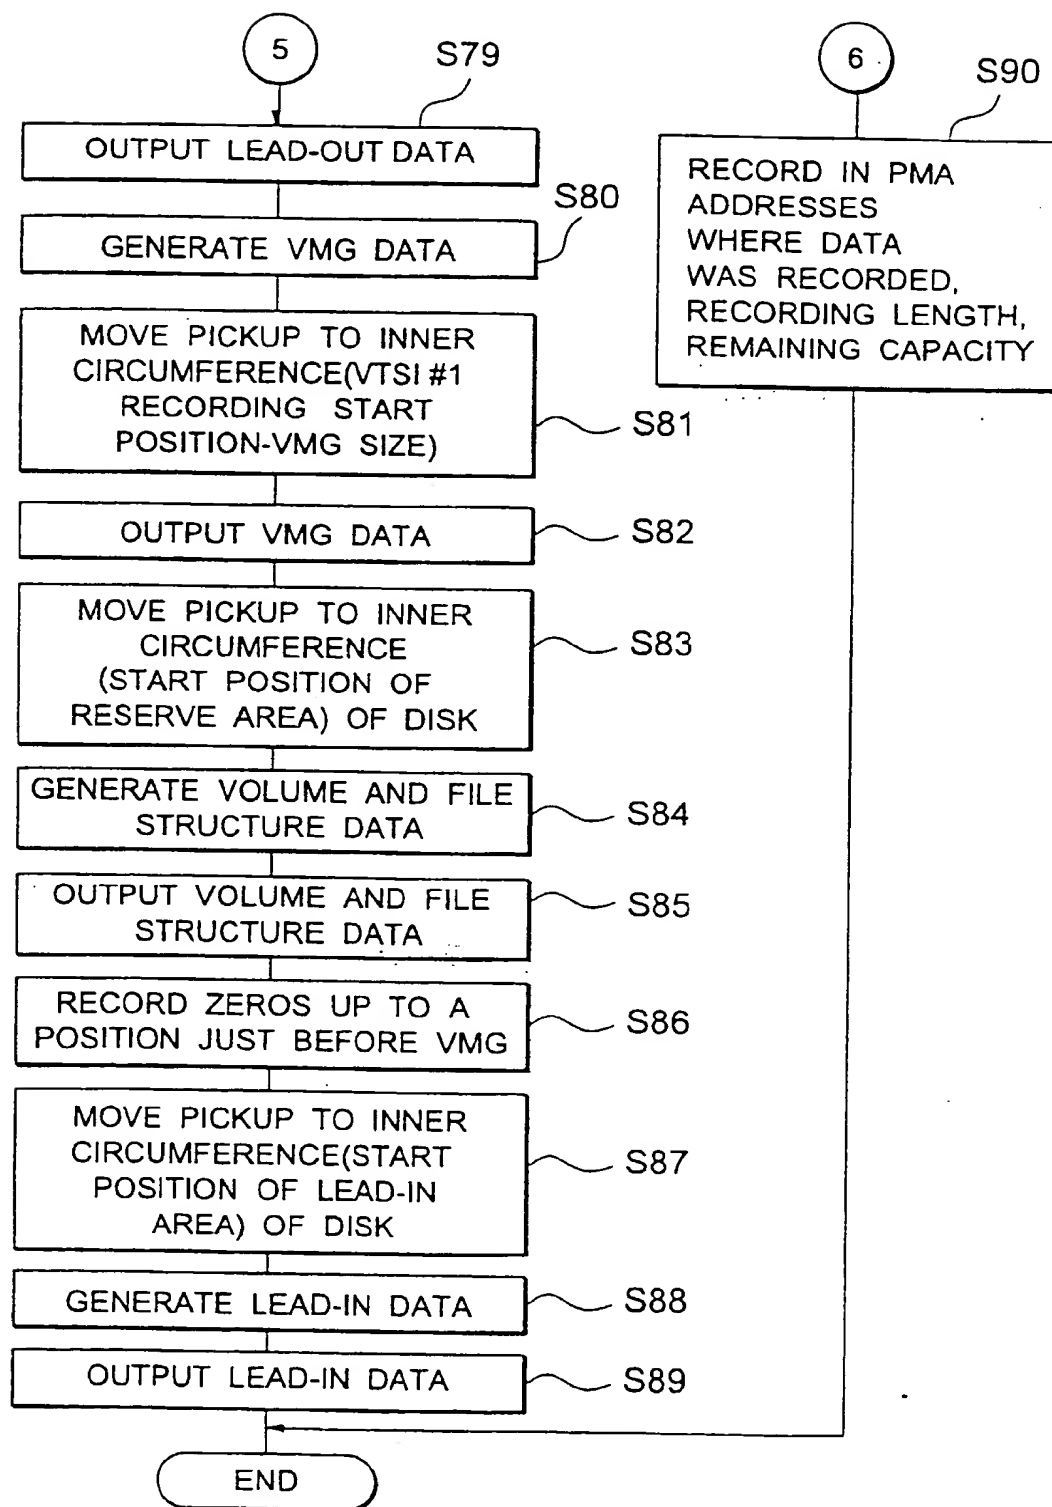 5
S79
OUTPUT LEAD-OUT DATA
S80
GENERATE VMG DATA
MOVE PICKUP TO INNER
CIRCUMFERENCE(VTSI #1
RECORDING START
POSITION-VMG SIZE)
S81
OUTPUT VMG DATA
S82
MOVE PICKUP TO INNER
CIRCUMFERENCE
(START POSITION OF
RESERVE AREA) OF DISK
S83
GENERATE VOLUME AND FILE
STRUCTURE DATA
S84
OUTPUT VOLUME AND FILE
STRUCTURE DATA
S85
RECORD ZEROS UP TO A
POSITION JUST BEFORE VMG
S86
MOVE PICKUP TO INNER
CIRCUMFERENCE(START
POSITION OF LEAD-IN
AREA) OF DISK
S87
GENERATE LEAD-IN DATA
S88
OUTPUT LEAD-IN DATA
S89
END
6
S90
RECORD IN PMA
ADDRESSES
WHERE DATA
WAS RECORDED,
RECORDING LENGTH,
REMAINING CAPACITY